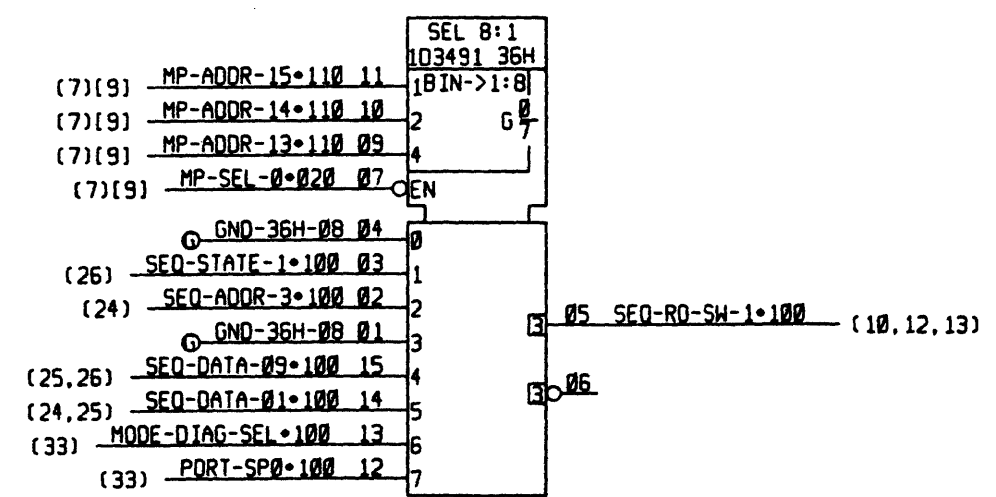 SEL 8:1
1D3491 36H
(7)[9] MP-ADDR-15•110 11 1 BIN->1:8
(7)[9] MP-ADDR-14•110 10 2 G 0/7
(7)[9] MP-ADDR-13•110 09 4
(7)[9] MP-SEL-0•020 07 EN
G GND-36H-08 04 0
(26) SEQ-STATE-1•100 03 1
(24) SEQ-ADDR-3•100 02 2
G GND-36H-08 01 3
3 05 SEQ-RD-SW-1•100 (10,12,13)
(25,26) SEQ-DATA-09•100 15 4
3 06
(24,25) SEQ-DATA-01•100 14 5
(33) MODE-DIAG-SEL•100 13 6
(33) PORT-SP0•100 12 7